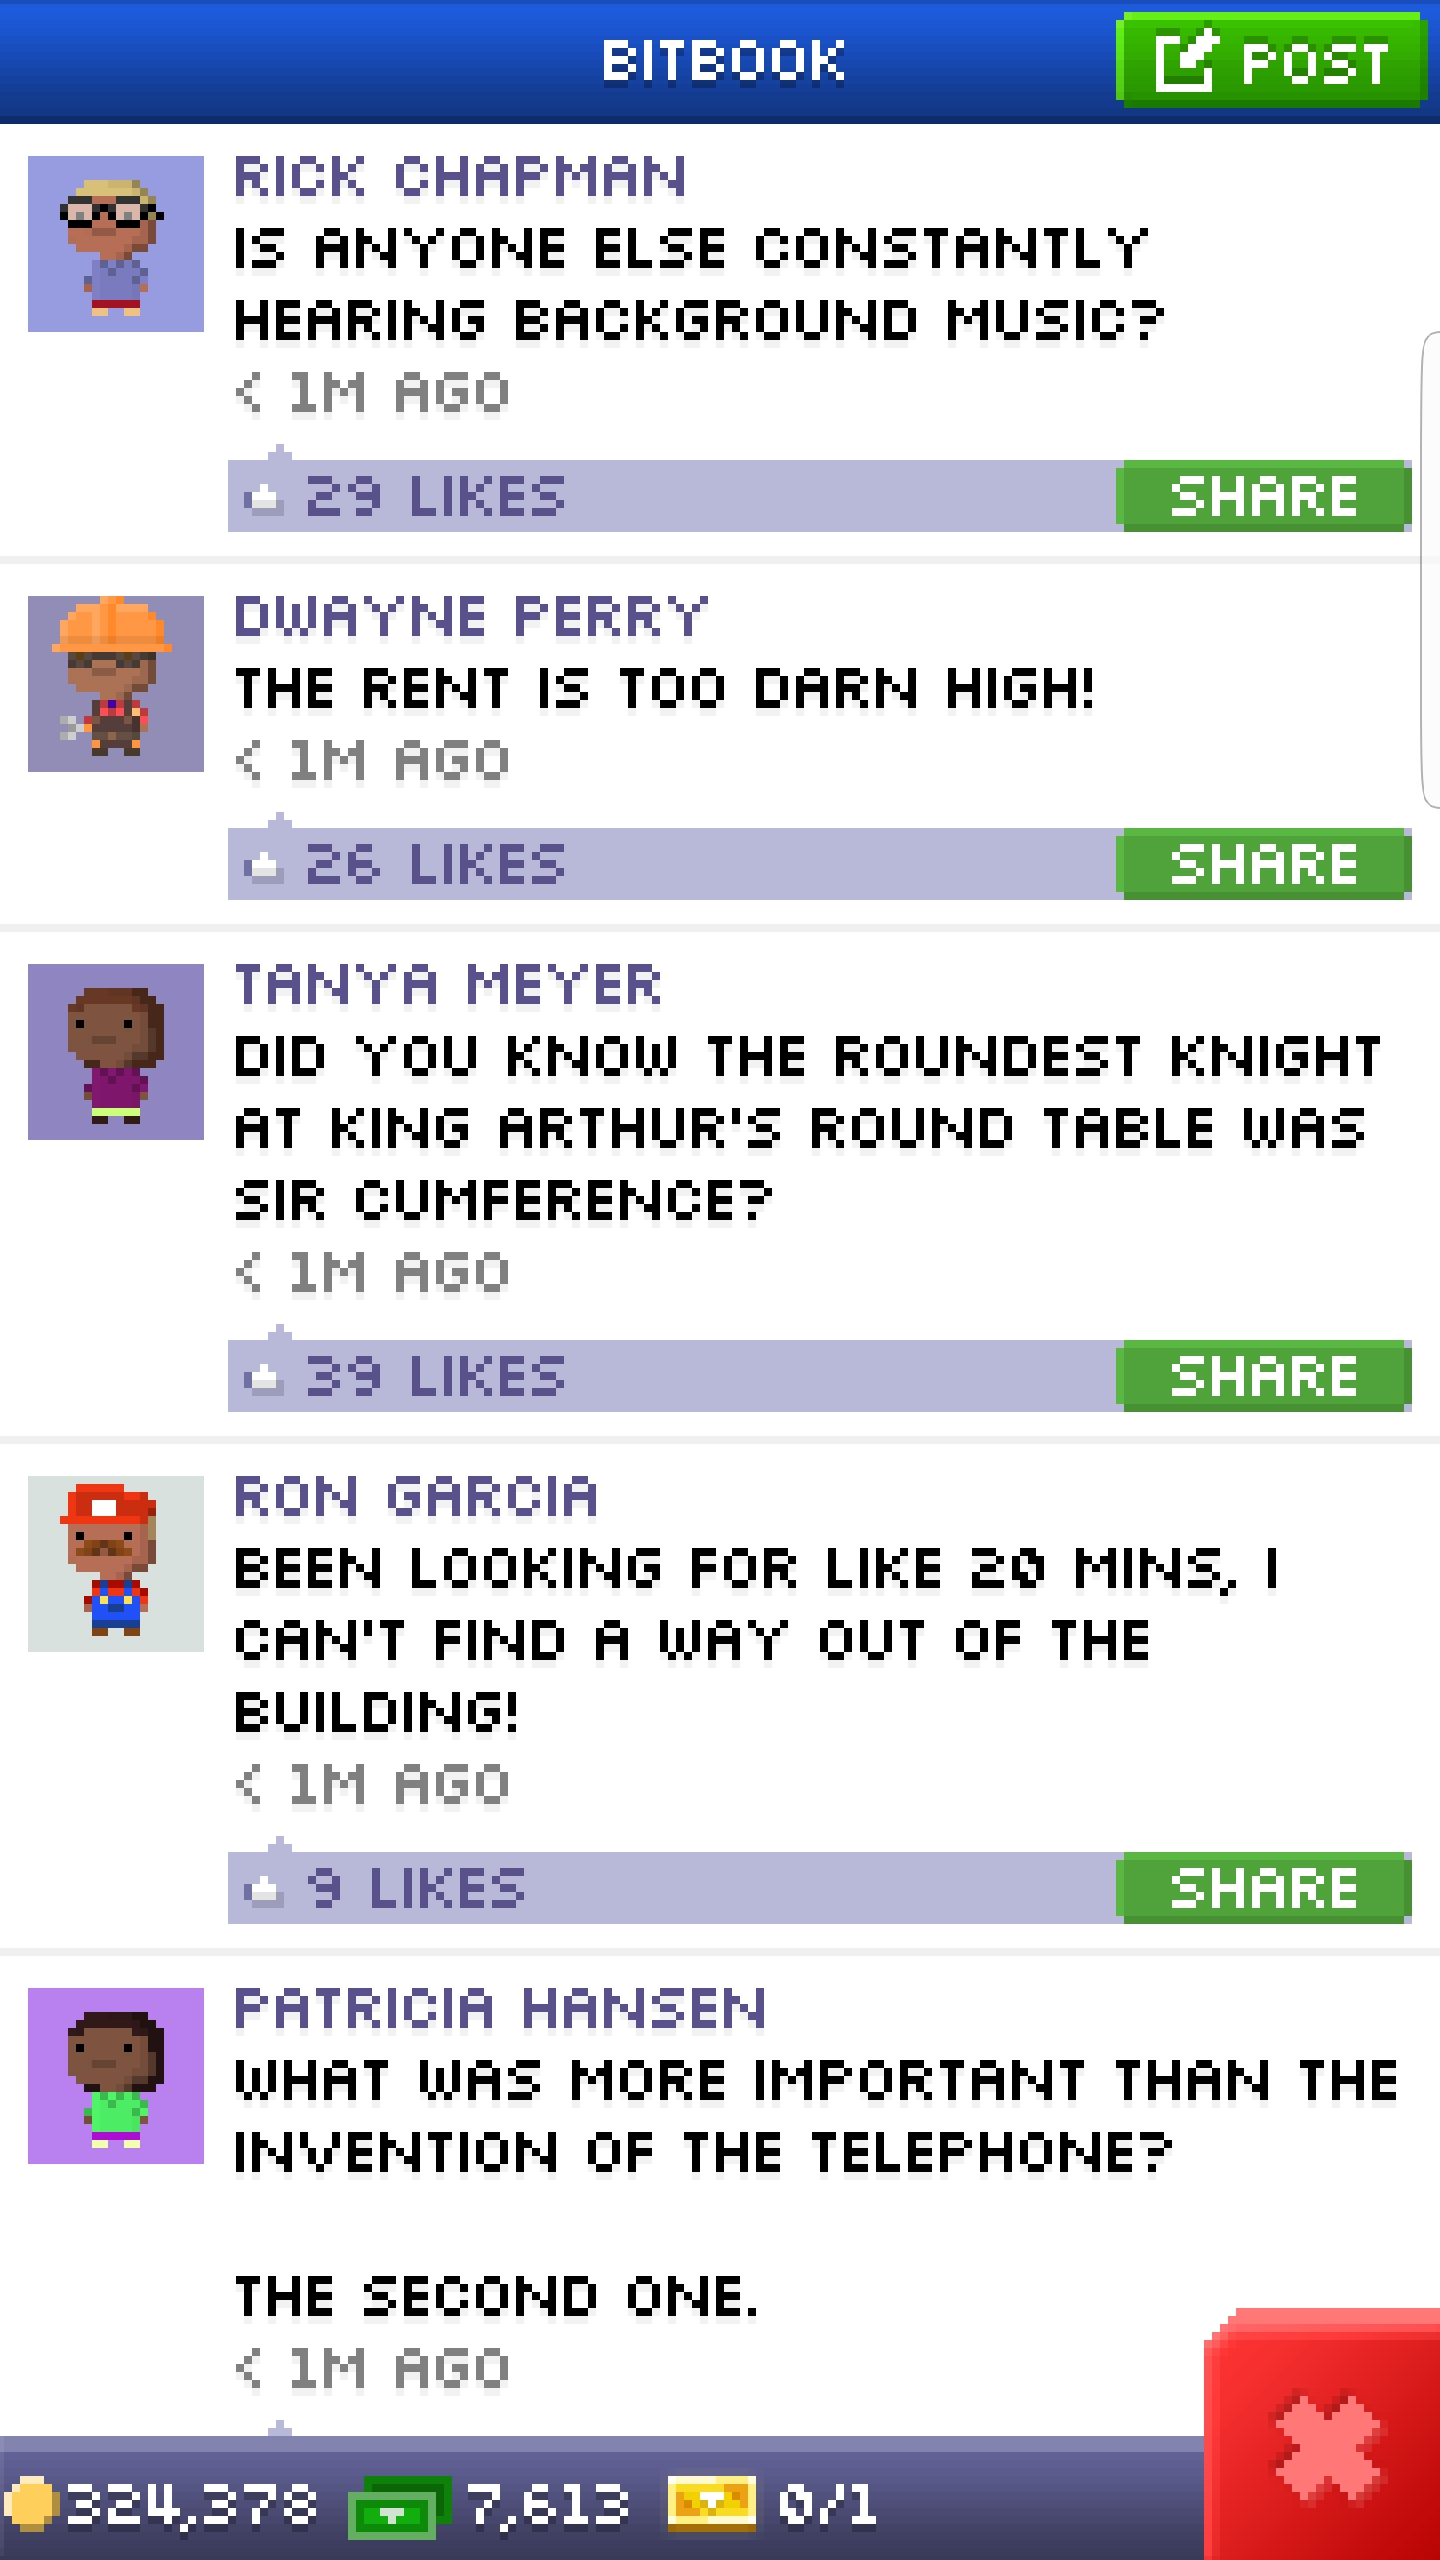 BITBOOK
POST
RICK CHAPMAN
IS ANYONE ELSE CONSTANTLY
HEARING BACKGROUND MUSIC?
< 1M AGO
29 LIKES
SHARE
DWAYNE PERRY
THE RENT IS TOO DARN HIGH!
< 1M AGO
26 LIKES
SHARE
TANYA MEYER
DID YOU KNOW THE ROUNDEST KNIGHT
AT KING ARTHUR'S ROUND TABLE WAS
SIR CUMFERENCE?
< 1M AGO
39 LIKES
SHARE
RON GARCIA
BEEN LOOKING FOR LIKE 20 MINS, I
CAN'T FIND A WAY OUT OF THE
BUILDING!
< 1M AGO
9 LIKES
SHARE
PATRICIA HANSEN
WHAT WAS MORE IMPORTANT THAN THE
INVENTION OF THE TELEPHONE?
THE SECOND ONE.
< 1M AGO
324,378
7,613
0/1